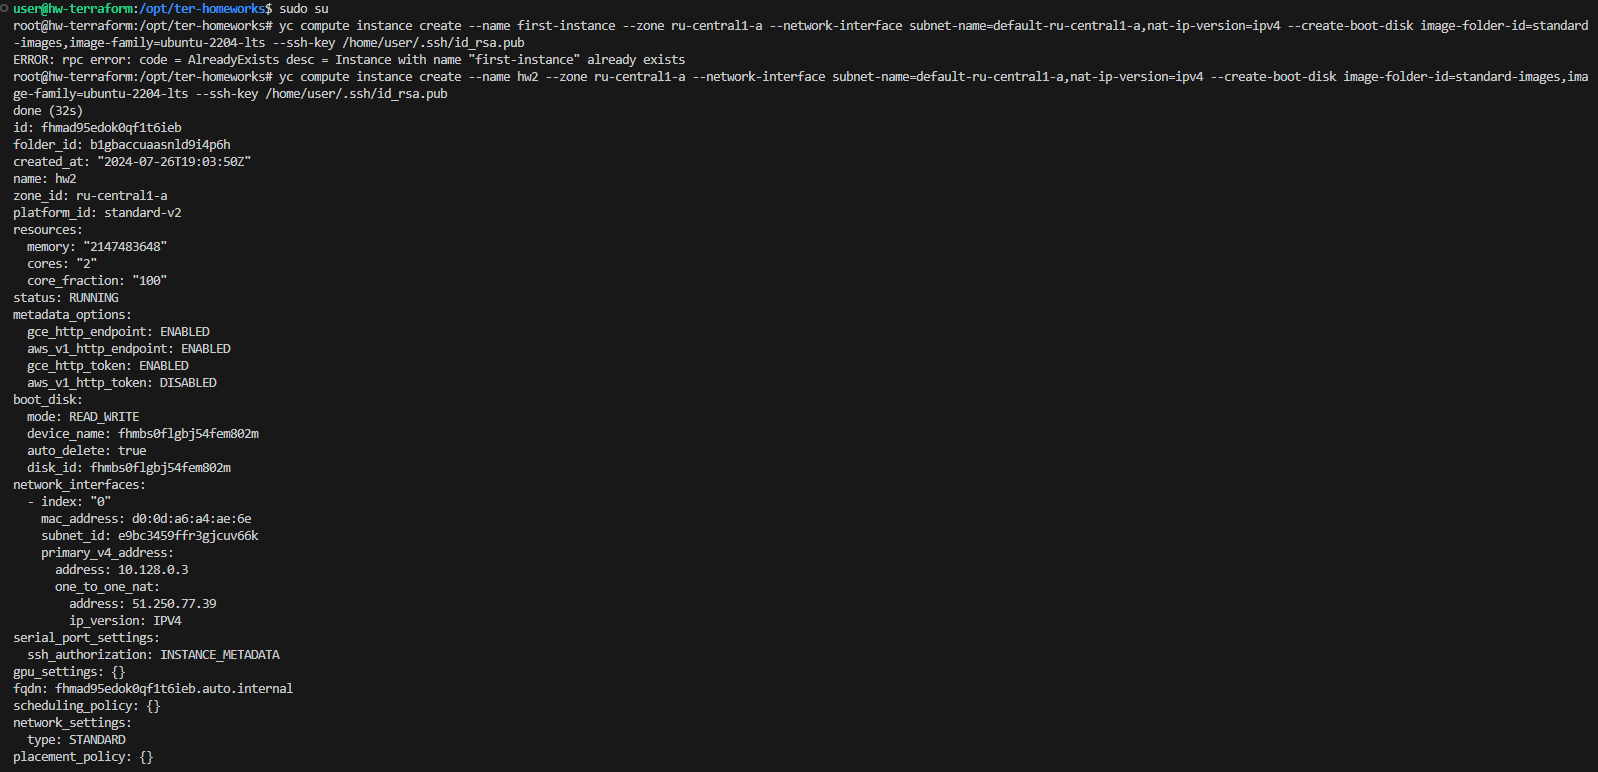 user@hw-terraform:/opt/ter-homeworks$ sudo su
root@hw-terraform:/opt/ter-homeworks# yc compute instance create --name first-instance --zone ru-central1-a --network-interface subnet-name=default-ru-central1-a,nat-ip-version=ipv4 --create-boot-disk image-folder-id=standard
-images,image-family=ubuntu-2204-lts --ssh-key /home/user/.ssh/id_rsa.pub
ERROR: rpc error: code = AlreadyExists desc = Instance with name "first-instance" already exists
root@hw-terraform:/opt/ter-homeworks# yc compute instance create --name hw2 --zone ru-central1-a --network-interface subnet-name=default-ru-central1-a,nat-ip-version=ipv4 --create-boot-disk image-folder-id=standard-images,ima
ge-family=ubuntu-2204-lts --ssh-key /home/user/.ssh/id_rsa.pub
done (32s)
id: fhmad95edok0qf1t6ieb
folder_id: b1gbaccuaasnld9i4p6h
created_at: "2024-07-26T19:03:50Z"
name: hw2
zone_id: ru-central1-a
platform_id: standard-v2
resources:
  memory: "2147483648"
  cores: "2"
  core_fraction: "100"
status: RUNNING
metadata_options:
  gce_http_endpoint: ENABLED
  aws_v1_http_endpoint: ENABLED
  gce_http_token: ENABLED
  aws_v1_http_token: DISABLED
boot_disk:
  mode: READ_WRITE
  device_name: fhmbs0flgbj54fem802m
  auto_delete: true
  disk_id: fhmbs0flgbj54fem802m
network_interfaces:
  - index: "0"
    mac_address: d0:0d:a6:a4:ae:6e
    subnet_id: e9bc3459ffr3gjcuv66k
    primary_v4_address:
      address: 10.128.0.3
      one_to_one_nat:
        address: 51.250.77.39
        ip_version: IPV4
serial_port_settings:
  ssh_authorization: INSTANCE_METADATA
gpu_settings: {}
fqdn: fhmad95edok0qf1t6ieb.auto.internal
scheduling_policy: {}
network_settings:
  type: STANDARD
placement_policy: {}